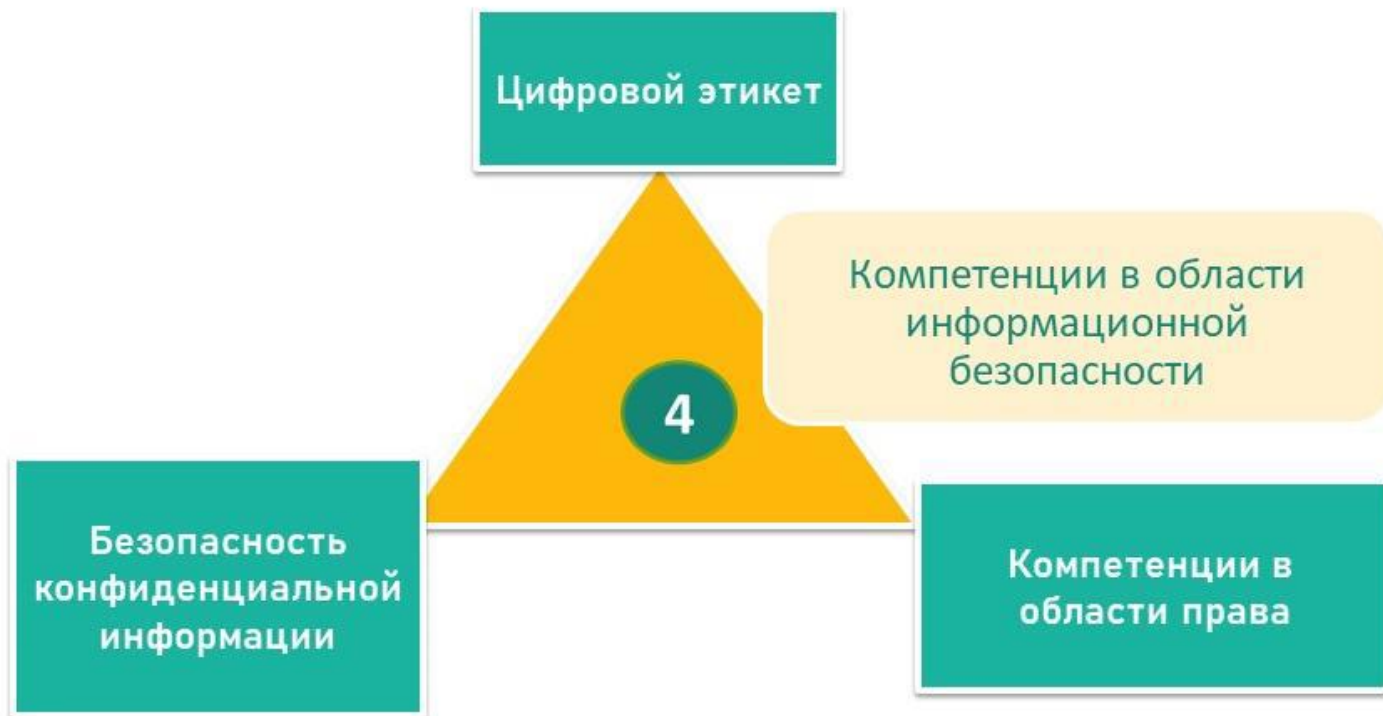 Цифровой этикет
Компетенции в области
информационной
безопасности
4
Безопасность
конфиденциальной
информации
Компетенции в
области права